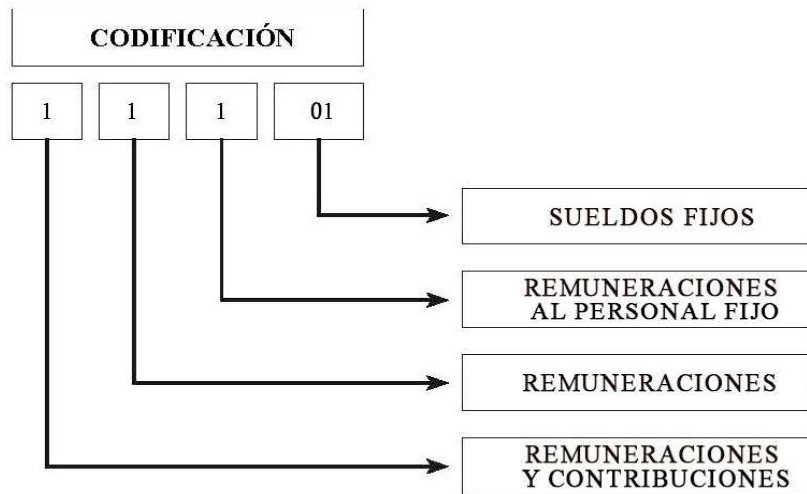 CODIFICACIÓN
1 1 1 01
SUELDOS FIJOS
REMUNERACIONES
AL PERSONAL FIJO
REMUNERACIONES
REMUNERACIONES
Y CONTRIBUCIONES